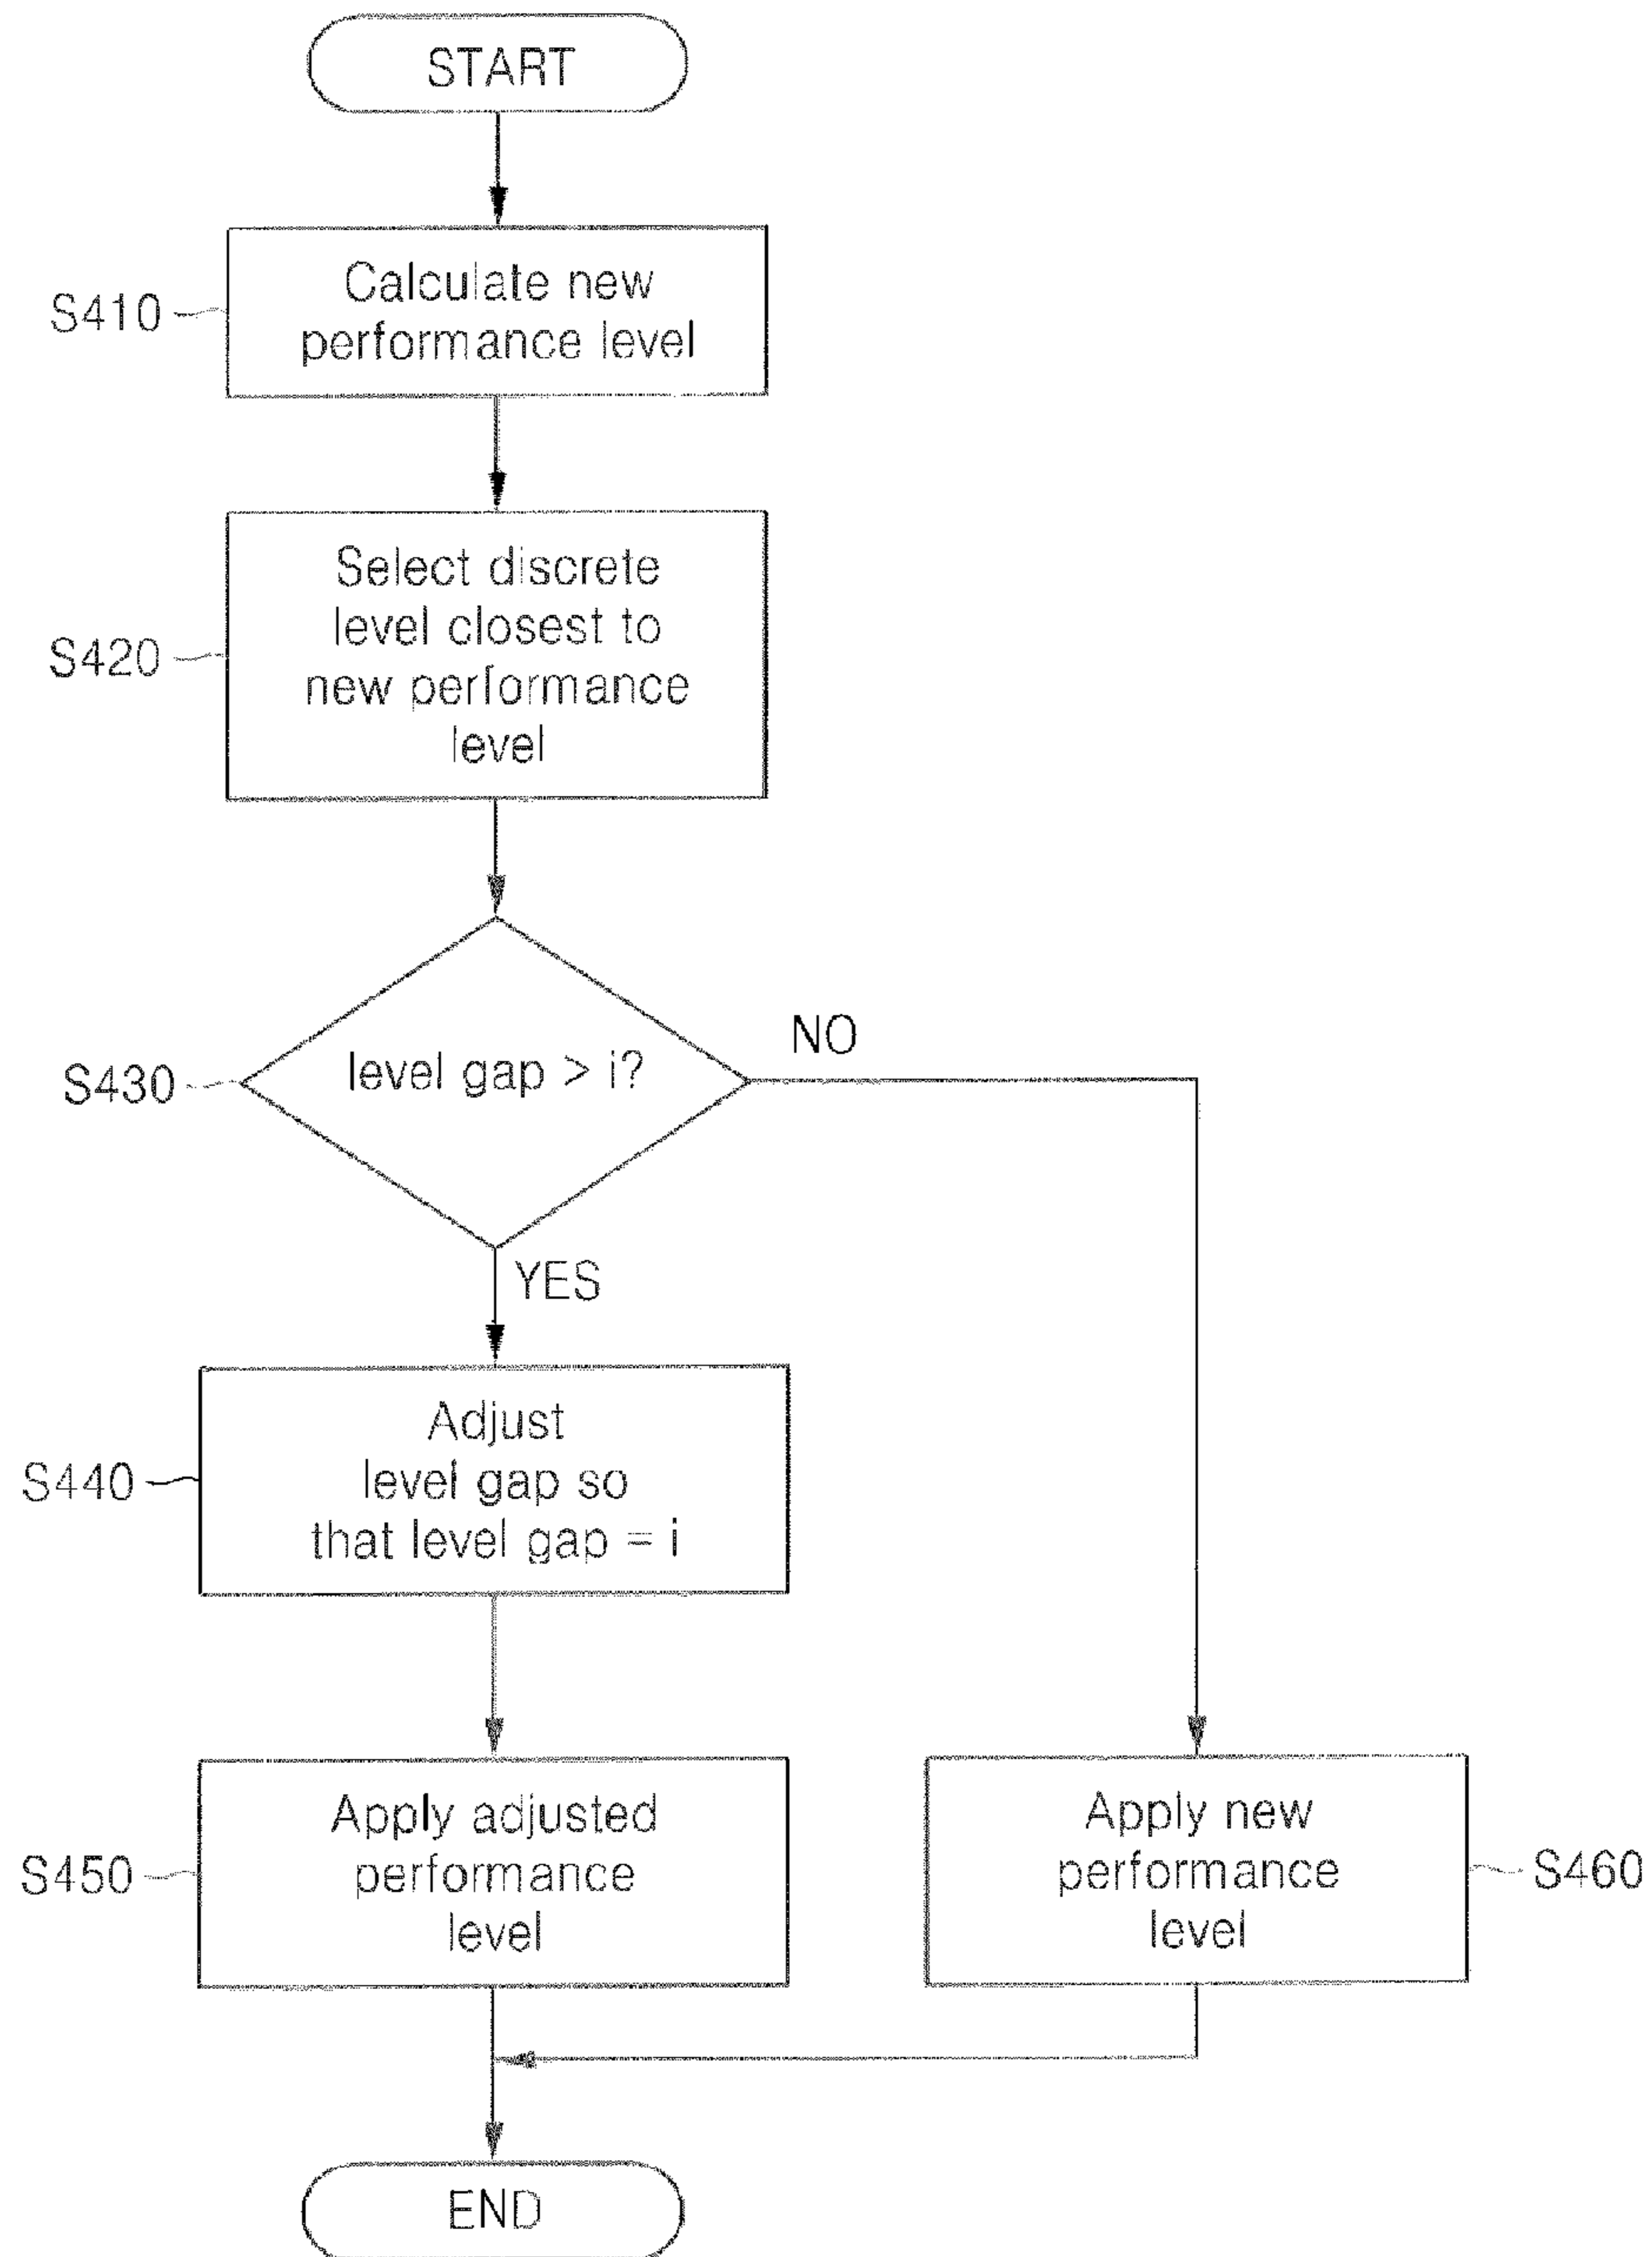 START
S410
Calculate new
performance level
S420
Select discrete
level closest to
new performance
level
S430
level gap > i?
NO
YES
S440
Adjust
level gap so
that level gap = i
S450
Apply adjusted
performance
level
Apply new
performance
level
S460
END